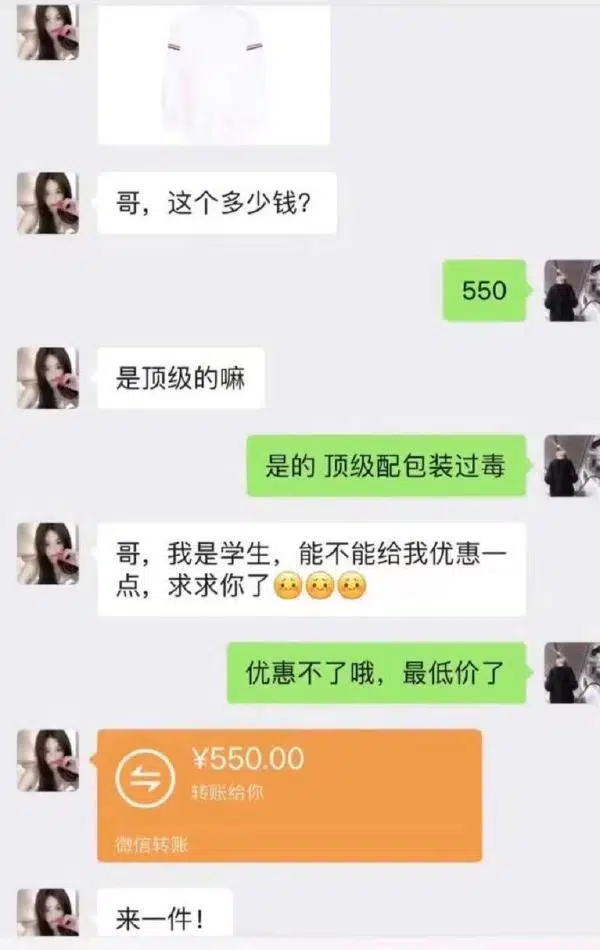 哥，这个多少钱？
550
是顶级的嘛
是的 顶级配包装过毒
哥，我是学生，能不能给我优惠一
点，求求你了
优惠不了哦，最低价了
¥550.00
转账给你
微信转账
来一件！